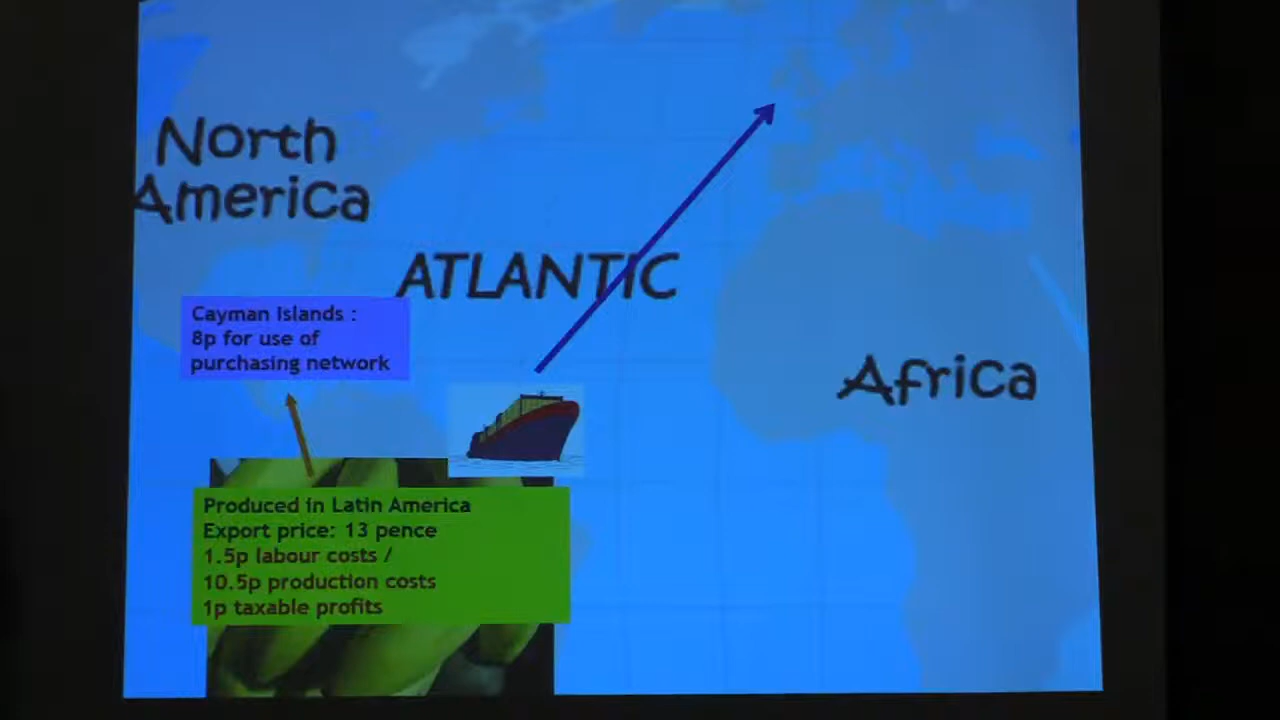 North
America
ATLANTIC
Cayman Islands :
8p for use of
purchasing network
Africa
Produced in Latin America
Export price: 13 pence
1.5p labour costs /
10.5p production costs
1p taxable profits